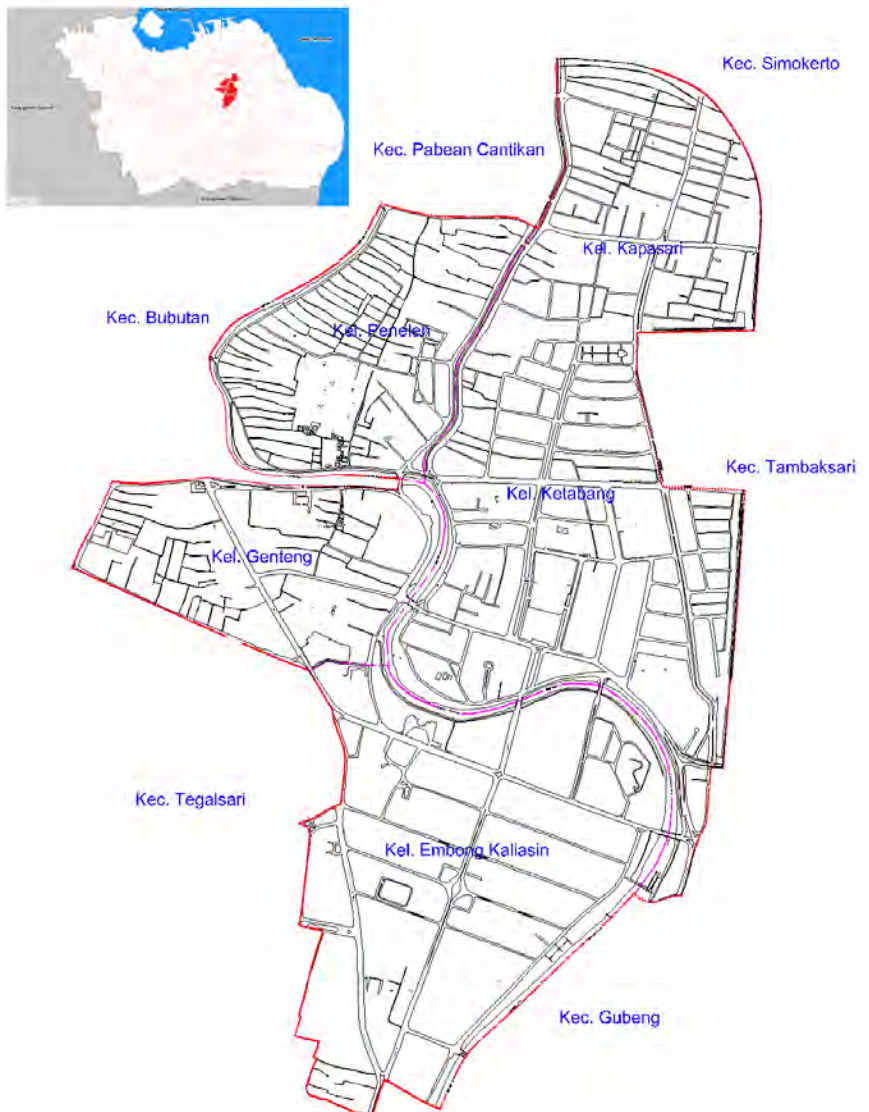 Kec. Simokerto
Kec. Pabean Cantikan
Kel. Kapasari
Kec. Bubutan
Kel. Peneleh
Kec. Tambaksari
Kel. Ketabang
Kel. Genteng
Kec. Tegalsari
Kel. Embong Kaliasin
Kec. Gubeng